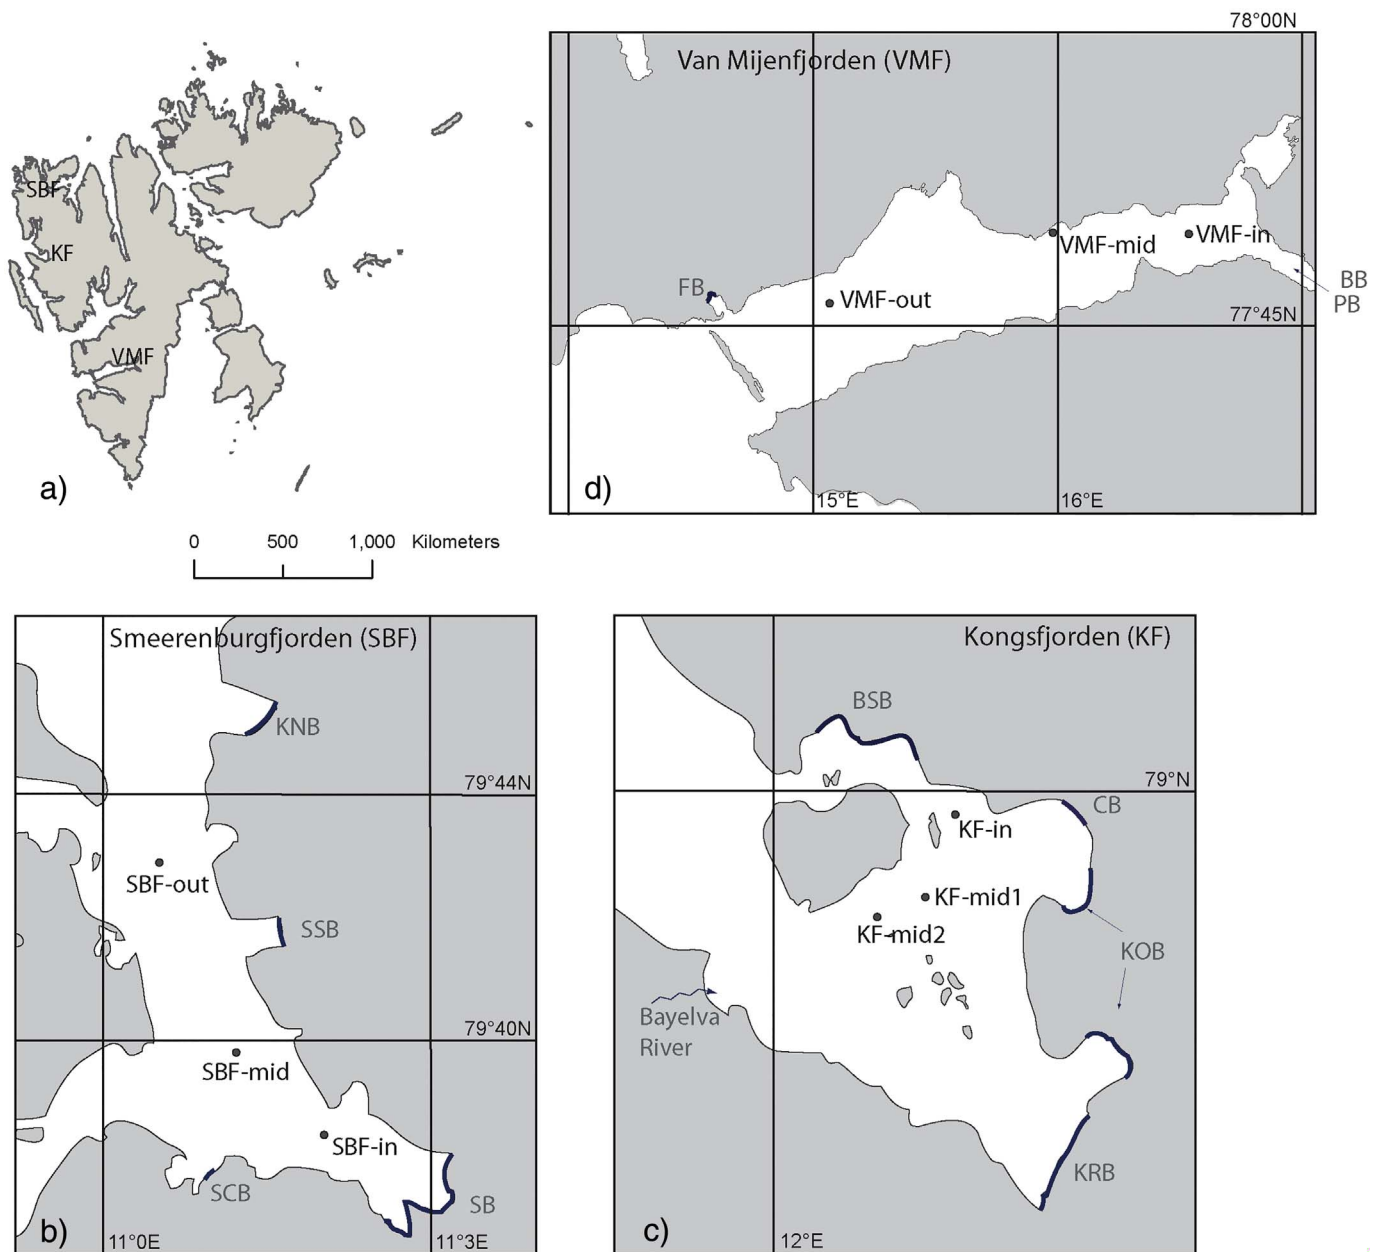 SBF
KF
VMF
a)
0 500 1,000 Kilometers
78°00N
Van Mijenfjorden (VMF)
VMF-mid
VMF-in
FB
VMF-out
BB
PB
77°45N
d)
15°E
16°E
Smeerenburgfjorden (SBF)
KNB
79°44N
SBF-out
SSB
79°40N
SBF-mid
SBF-in
SCB
SB
b)
11°0E
11°3E
Kongsfjorden (KF)
BSB
79°N
CB
KF-in
KF-mid1
KF-mid2
KOB
Bayelva
River
KRB
c)
12°E